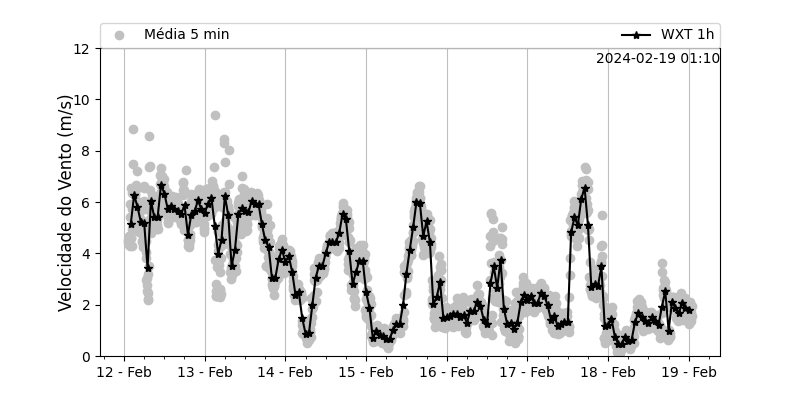 Média 5 min
WXT 1h
2024-02-19 01:10
Velocidade do Vento (m/s)
12
10
8
6
4
2
0
12 - Feb
13 - Feb
14 - Feb
15 - Feb
16 - Feb
17 - Feb
18 - Feb
19 - Feb